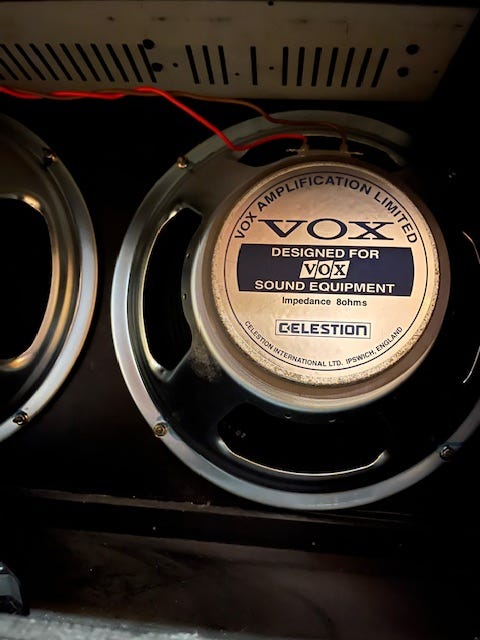 VOX AMPLIFICATION LIMITED
VOX
DESIGNED FOR
VOX
SOUND EQUIPMENT
Impedance 8ohms
CELESTION
CELESTION INTERNATIONAL LTD. IPSWICH, ENGLAND